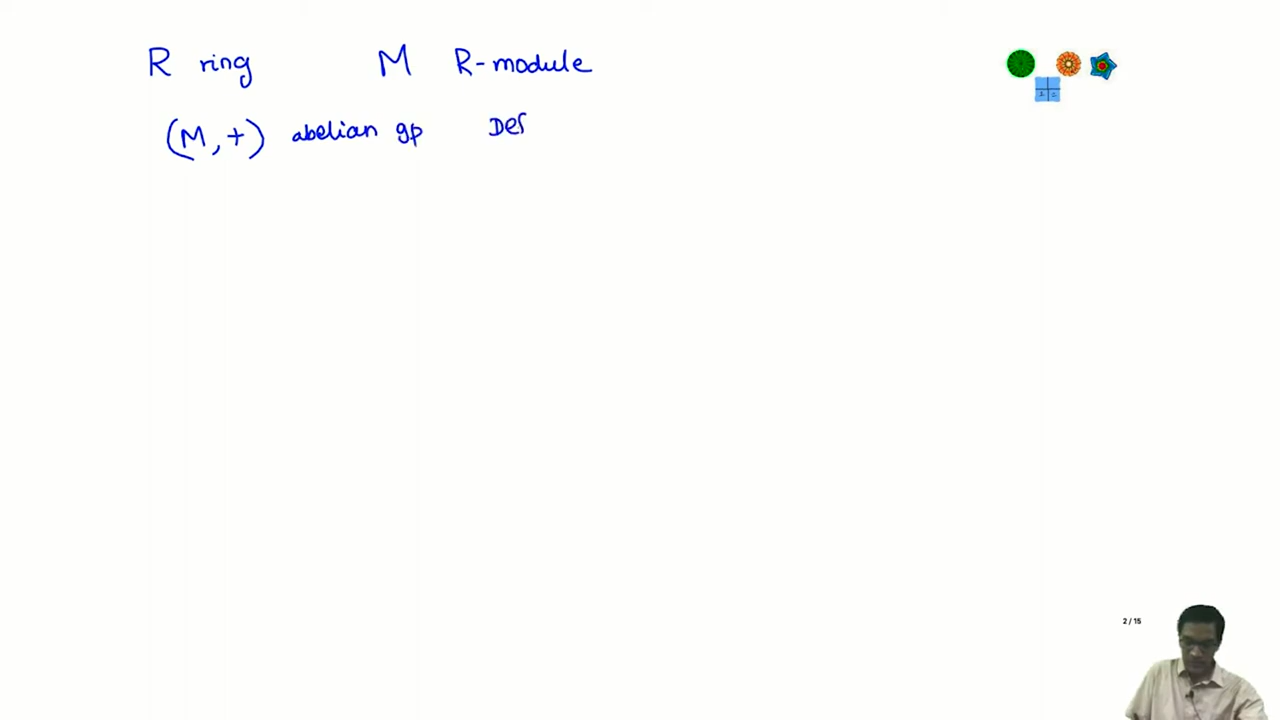 R ring M R-module
(M, +) abelian gp Def
2 / 15